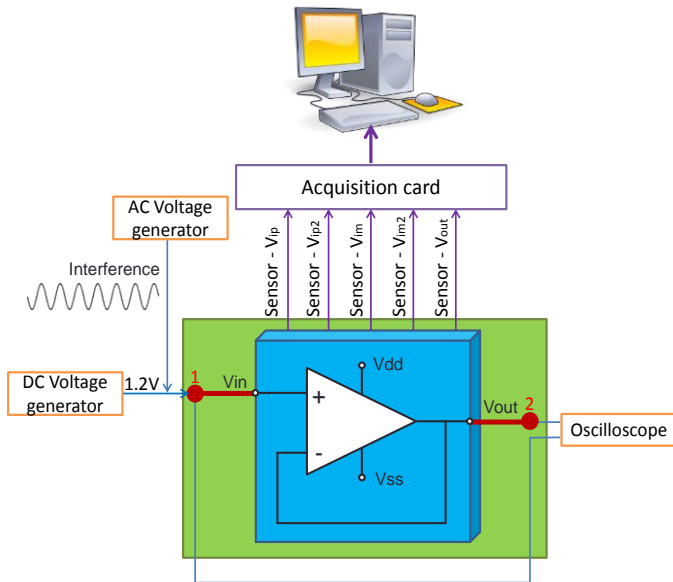 Acquisition card
AC Voltage
generator
Sensor - Vip
Sensor - Vip2
Sensor - Vim
Sensor - Vim2
Sensor - Vout
Interference
DC Voltage
generator
1.2V
1
Vin
+
-
Vdd
Vss
Vout
2
Oscilloscope